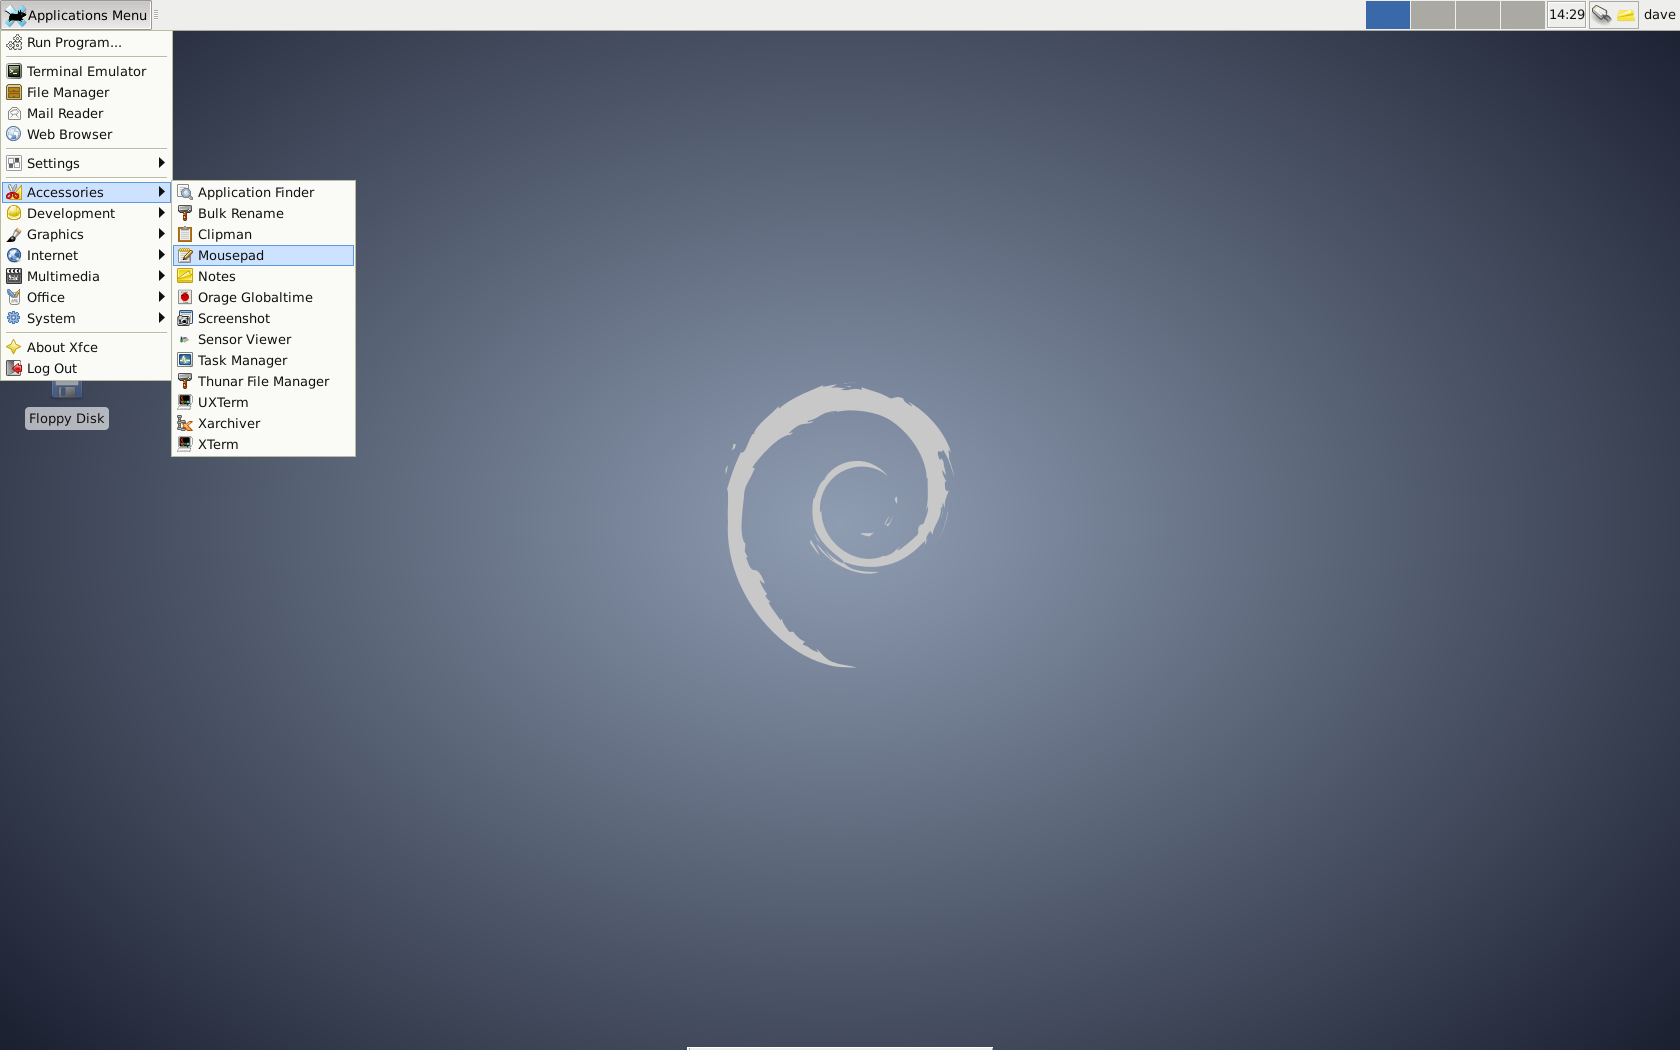 Applications Menu
14:29
dave
Run Program...
Terminal Emulator
File Manager
Mail Reader
Web Browser
Settings
Accessories
Development
Graphics
Internet
Multimedia
Office
System
About Xfce
Log Out
Application Finder
Bulk Rename
Clipman
Mousepad
Notes
Orage Globaltime
Screenshot
Sensor Viewer
Task Manager
Thunar File Manager
UXTerm
Xarchiver
XTerm
Floppy Disk